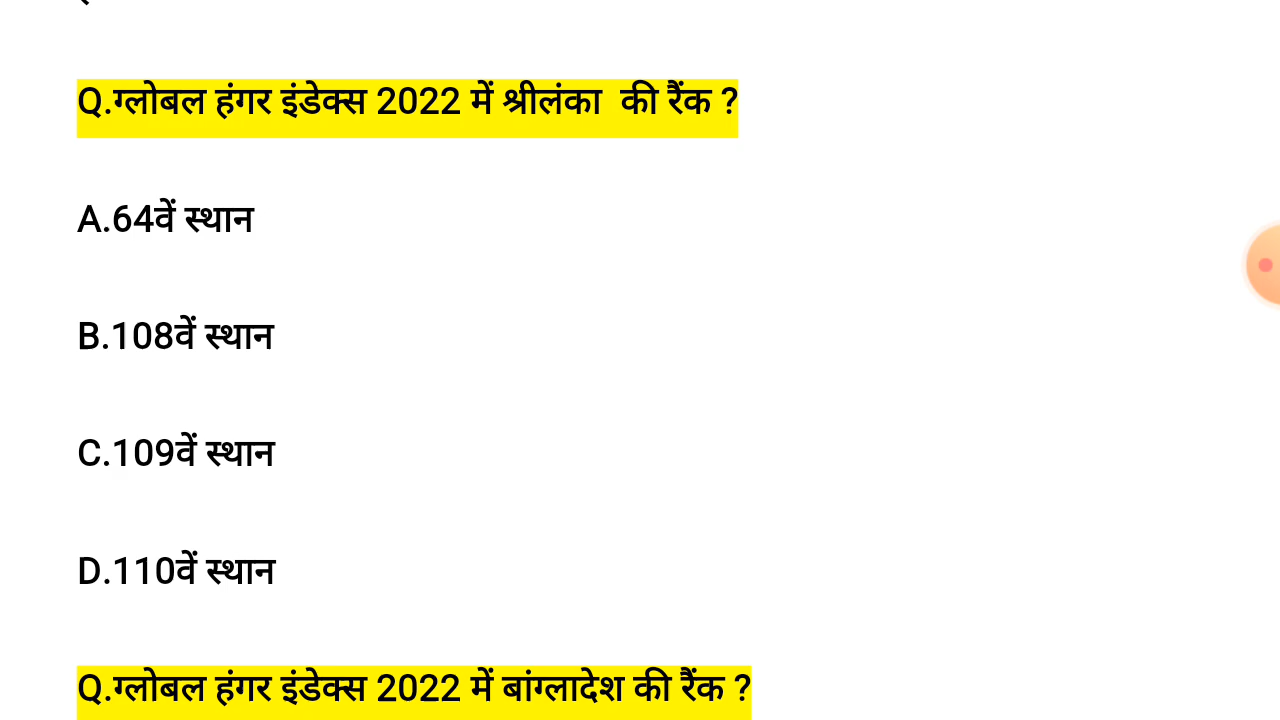 Q.ग्लोबल हंगर इंडेक्स 2022 में श्रीलंका  की रैंक ?
A.64वें स्थान
B.108वें स्थान
C.109वें स्थान
D.110वें स्थान
Q.ग्लोबल हंगर इंडेक्स 2022 में बांग्लादेश की रैंक ?